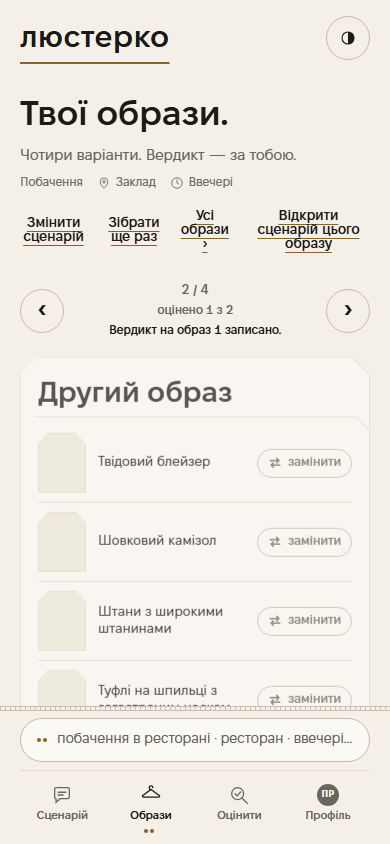 люстерко
Твої образи.
Чотири варіанти. Вердикт — за тобою.
Побачення Заклад Ввечері
Змінити
сценарій
Зібрати
ще раз
Усі
образи
›
Відкрити
сценарій цього
образу
‹
2 / 4
оцінено 1 з 2
Вердикт на образ 1 записано.
›
Другий образ
Твідовий блейзер
замінити
Шовковий камізол
замінити
Штани з широкими
штанинами
замінити
Туфлі на шпильці з
замінити
побачення в ресторані · ресторан · ввечері...
Сценарій
Образи
Оцінити
ПР
Профіль